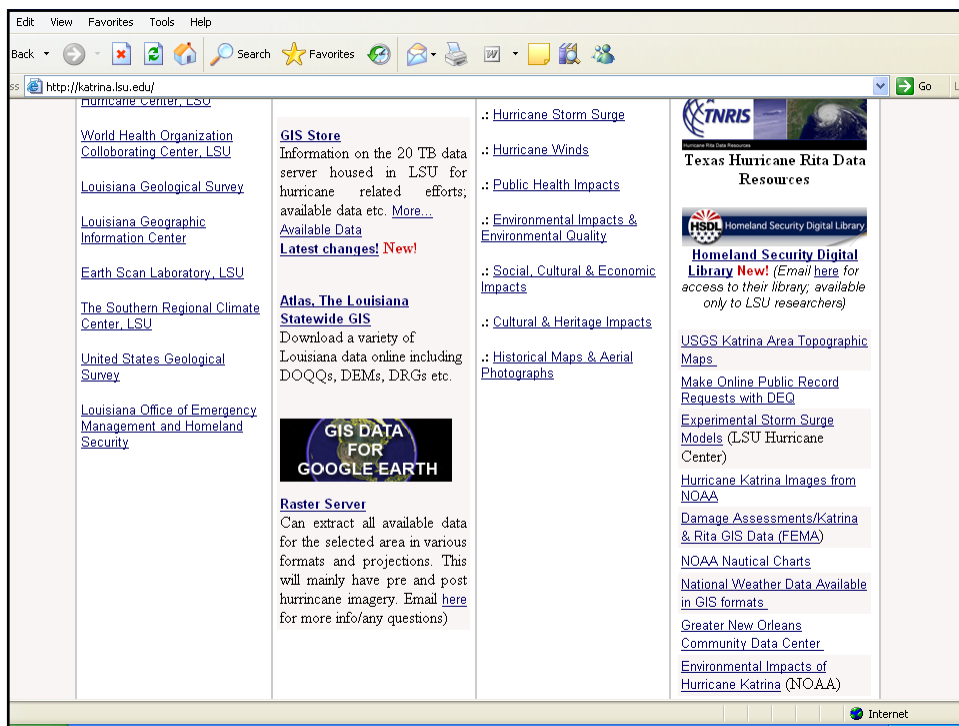 Edit View Favorites Tools Help
Back Search Favorites
ss http://katrina.lsu.edu/ Go L
Hurricane Center, LSU
World Health Organization
Colloborating Center, LSU
Louisiana Geological Survey
Louisiana Geographic
Information Center
Earth Scan Laboratory, LSU
The Southern Regional Climate
Center, LSU
United States Geological
Survey
Louisiana Office of Emergency
Management and Homeland
Security
GIS Store
Information on the 20 TB data
server housed in LSU for
hurricane related efforts;
available data etc. More...
Available Data
Latest changes! New!
Atlas, The Louisiana
Statewide GIS
Download a variety of
Louisiana data online including
DOQQs, DEMs, DRGs etc.
GIS DATA
FOR
GOOGLE EARTH
Raster Server
Can extract all available data
for the selected area in various
formats and projections. This
will mainly have pre and post
hurrincane imagery. Email here
for more info/any questions)
.: Hurricane Storm Surge
.: Hurricane Winds
.: Public Health Impacts
.: Environmental Impacts &
Environmental Quality
.: Social, Cultural & Economic
Impacts
.: Cultural & Heritage Impacts
.: Historical Maps & Aerial
Photographs
TNRIS
Hurricane Rita Data Resources
Texas Hurricane Rita Data
Resources
HSDL Homeland Security Digital Library
Homeland Security Digital
Library New! (Email here for
access to their library; available
only to LSU researchers)
USGS Katrina Area Topographic
Maps
Make Online Public Record
Requests with DEQ
Experimental Storm Surge
Models (LSU Hurricane
Center)
Hurricane Katrina Images from
NOAA
Damage Assessments/Katrina
& Rita GIS Data (FEMA)
NOAA Nautical Charts
National Weather Data Available
in GIS formats
Greater New Orleans
Community Data Center
Environmental Impacts of
Hurricane Katrina (NOAA)
Internet